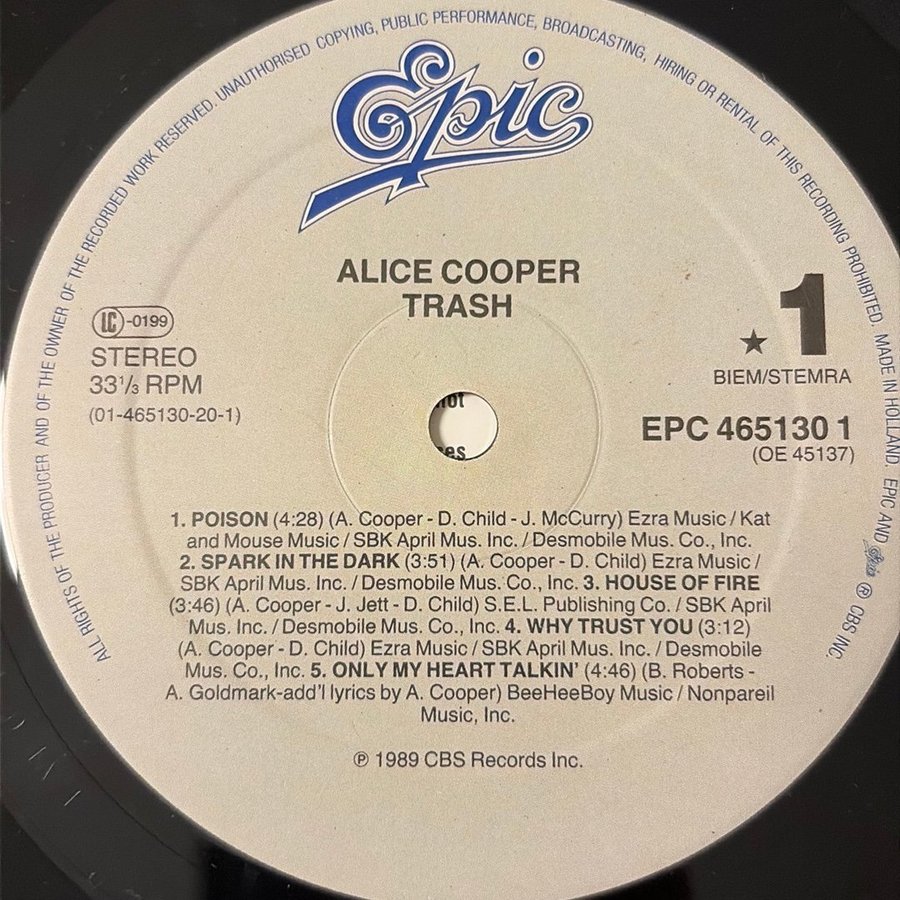 ALL RIGHTS OF THE PRODUCER AND OF THE OWNER OF THE RECORDED WORK RESERVED. UNAUTHORISED COPYING, PUBLIC PERFORMANCE, BROADCASTING, HIRING OR RENTAL OF THIS RECORDING PROHIBITED. MADE IN HOLLAND. EPIC AND Epic ® CBS INC.
Epic
ALICE COOPER
TRASH
LC-0199
STEREO
33⅓ RPM
(01-465130-20-1)
★ 1
BIEM/STEMRA
EPC 465130 1
(OE 45137)
1. POISON (4:28) (A. Cooper - D. Child - J. McCurry) Ezra Music / Kat
and Mouse Music / SBK April Mus. Inc. / Desmobile Mus. Co., Inc.
2. SPARK IN THE DARK (3:51) (A. Cooper - D. Child) Ezra Music /
SBK April Mus. Inc. / Desmobile Mus. Co., Inc. 3. HOUSE OF FIRE
(3:46) (A. Cooper - J. Jett - D. Child) S.E.L. Publishing Co. / SBK April
Mus. Inc. / Desmobile Mus. Co., Inc. 4. WHY TRUST YOU (3:12)
(A. Cooper - D. Child) Ezra Music / SBK April Mus. Inc. / Desmobile
Mus. Co., Inc. 5. ONLY MY HEART TALKIN' (4:46) (B. Roberts -
A. Goldmark-add'l lyrics by A. Cooper) BeeHeeBoy Music / Nonpareil
Music, Inc.
℗ 1989 CBS Records Inc.